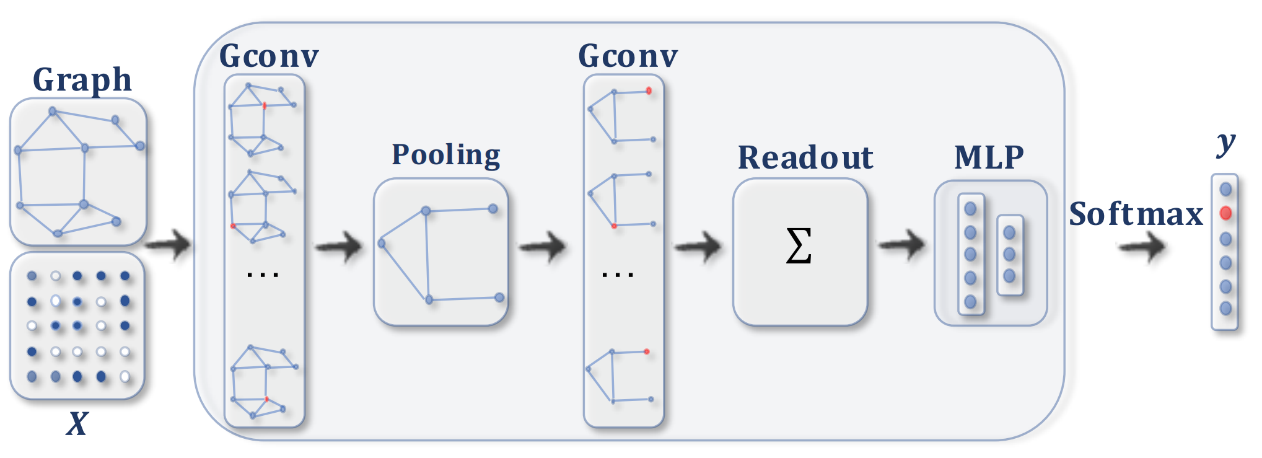 Graph
X
Gconv
...
Pooling
Gconv
...
Readout
Σ
MLP
Softmax
y